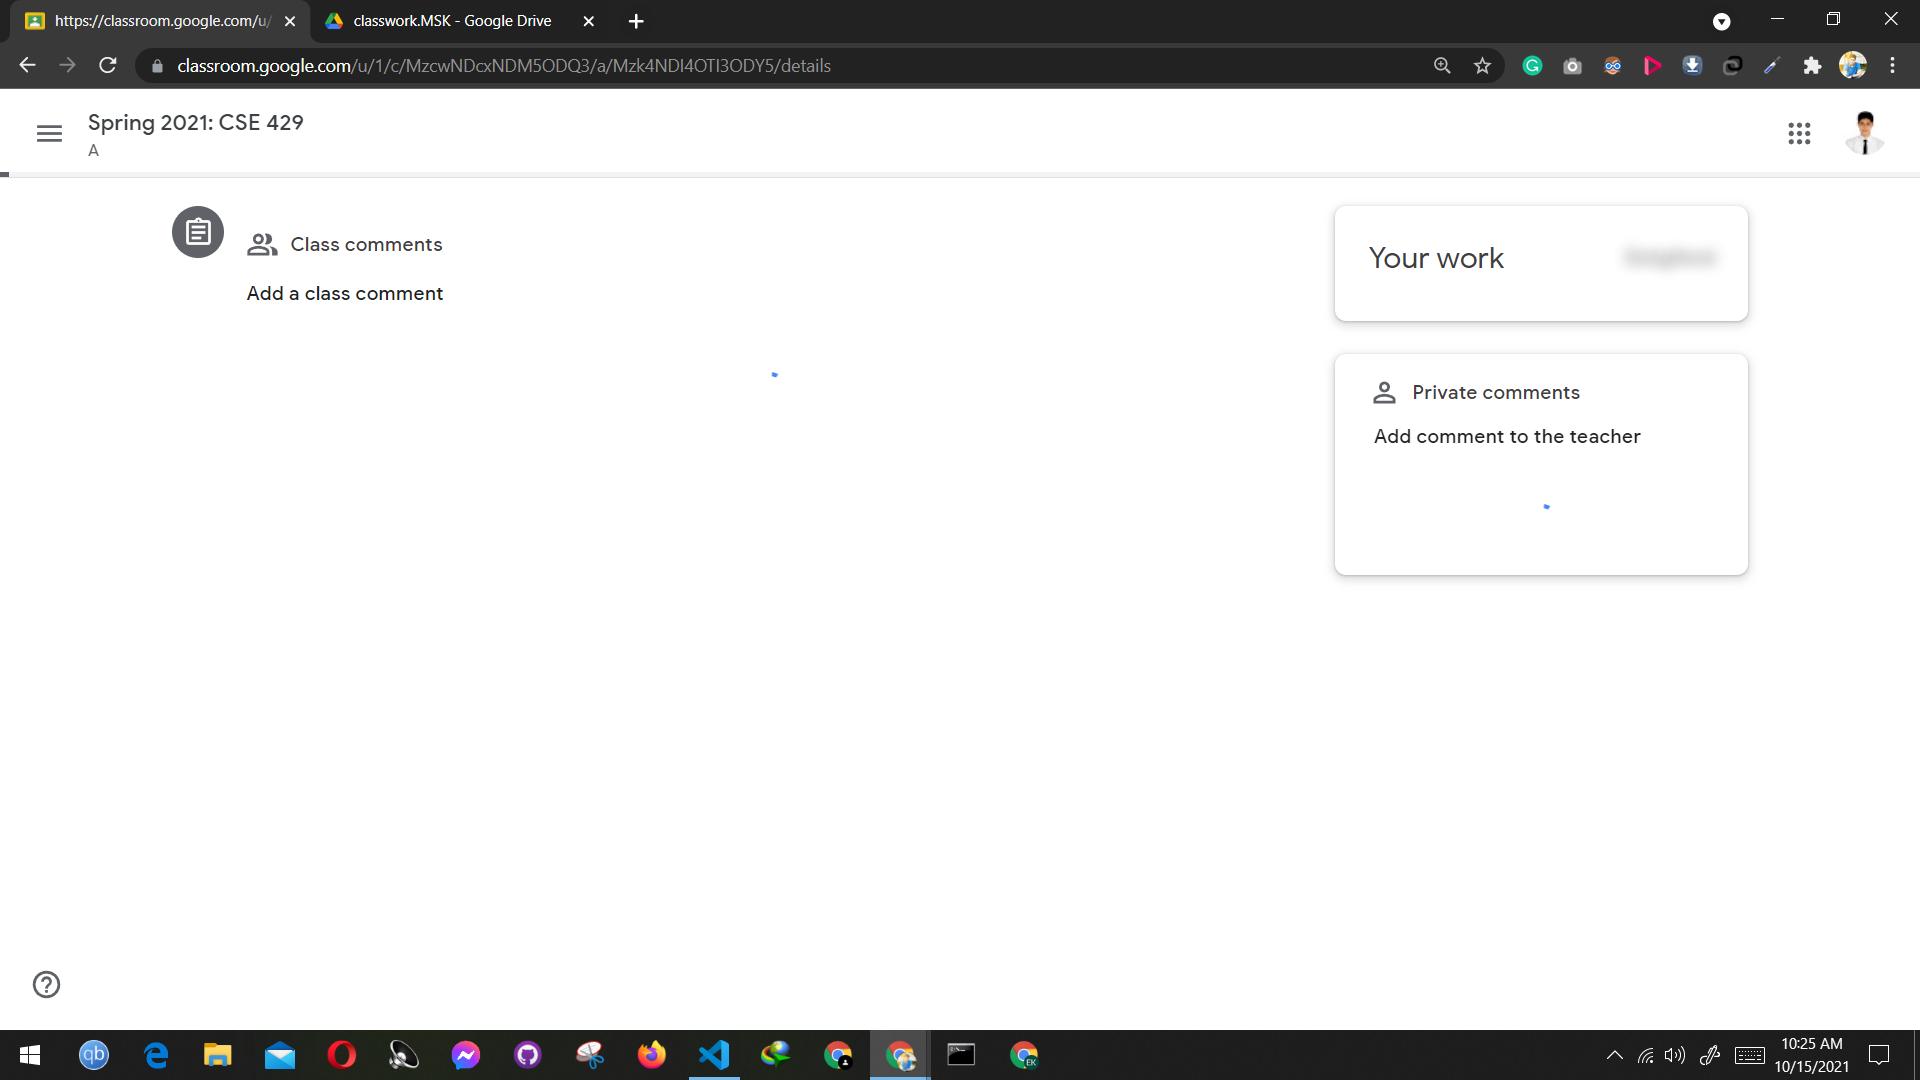 https://classroom.google.com/u/
classwork.MSK - Google Drive
classroom.google.com/u/1/c/MzcwNDcxNDM5ODQ3/a/Mzk4NDI4OTI3ODY5/details
Spring 2021: CSE 429
A
Class comments
Add a class comment
Your work
Private comments
Add comment to the teacher
qb
EK
10:25 AM
10/15/2021